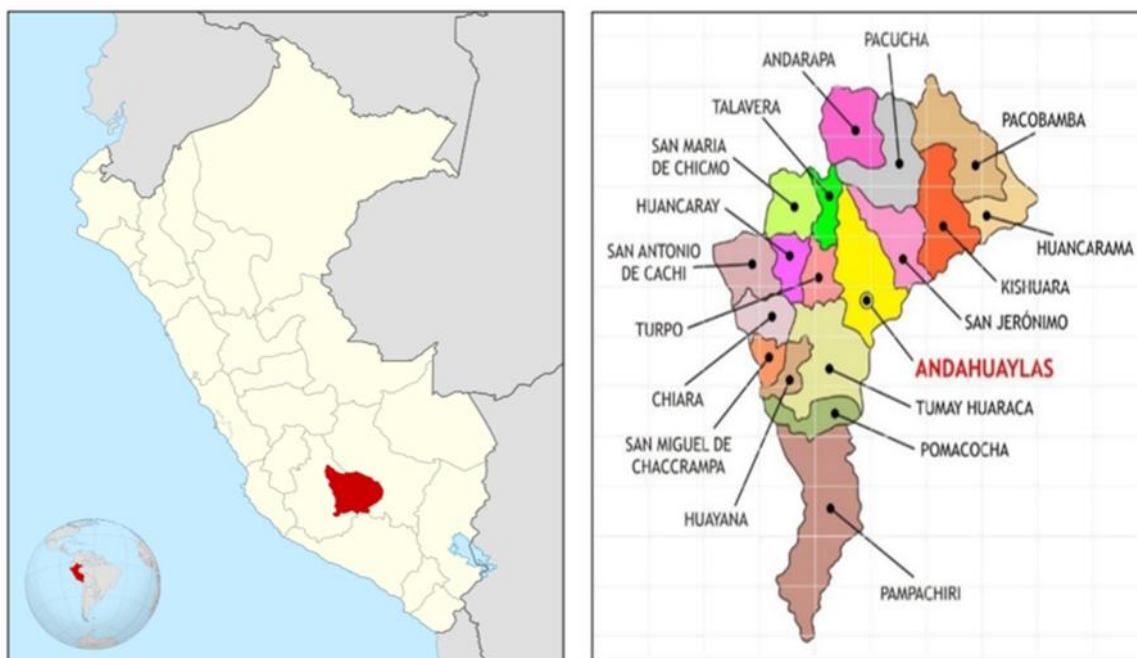 PACUCHA
ANDARAPA
TALAVERA
PACOBAMBA
SAN MARIA
DE CHICMO
HUANCARAY
HUANCARAMA
SAN ANTONIO
DE CACHI
KISHUARA
TURPO
SAN JERÓNIMO
ANDAHUAYLAS
CHIARA
TUMAY HUARACA
SAN MIGUEL DE
CHACCRAMPA
POMACOCHA
HUAYANA
PAMPACHIRI